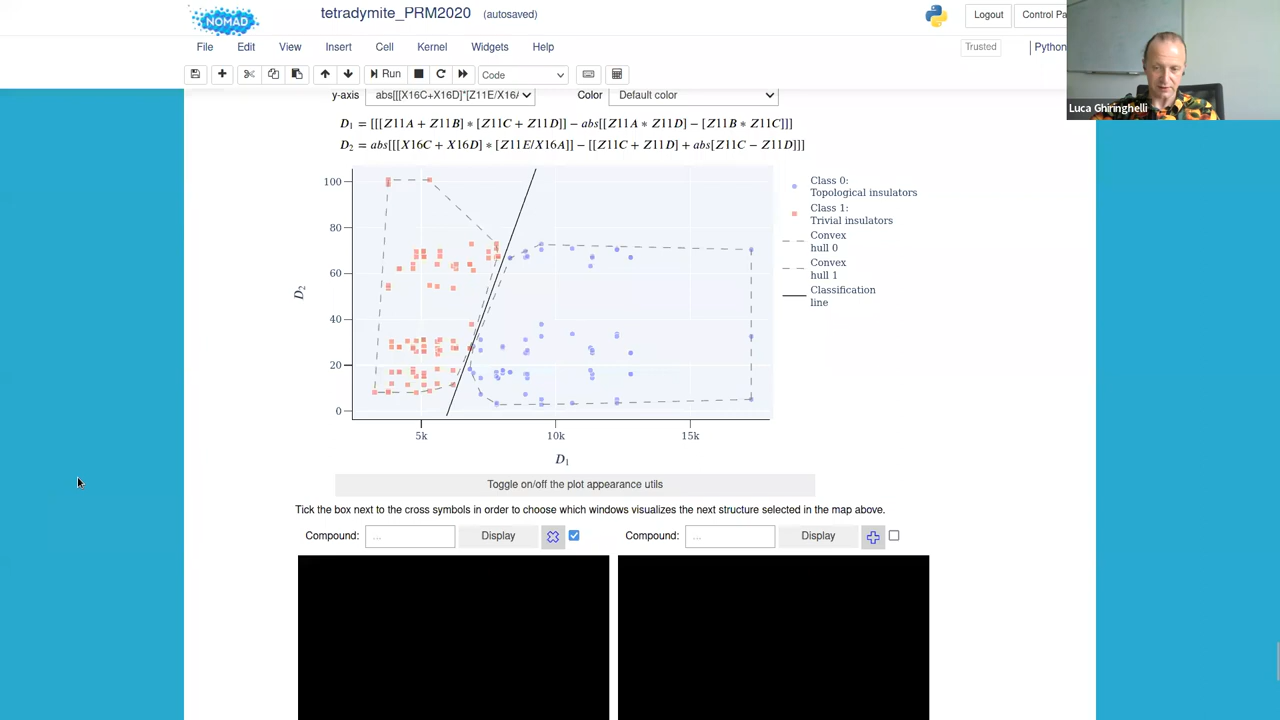 NOMAD
tetradymite_PRM2020 (autosaved)
Logout
Control Pa
File Edit View Insert Cell Kernel Widgets Help
Trusted
Python
Run
Code
y-axis abs[[[X16C+X16D]*[Z11E/X16A
Color Default color
Luca Ghiringhelli
D1 = [[[Z11A + Z11B] ∗ [Z11C + Z11D]] − abs[[Z11A ∗ Z11D] − [Z11B ∗ Z11C]]]
D2 = abs[[[X16C + X16D] ∗ [Z11E/X16A]] − [[Z11C + Z11D] + abs[Z11C − Z11D]]]
100
80
60
40
20
0
D2
5k 10k 15k
D1
Class 0:
Topological insulators
Class 1:
Trivial insulators
Convex
hull 0
Convex
hull 1
Classification
line
Toggle on/off the plot appearance utils
Tick the box next to the cross symbols in order to choose which windows visualizes the next structure selected in the map above.
Compound: ... Display
Compound: ... Display